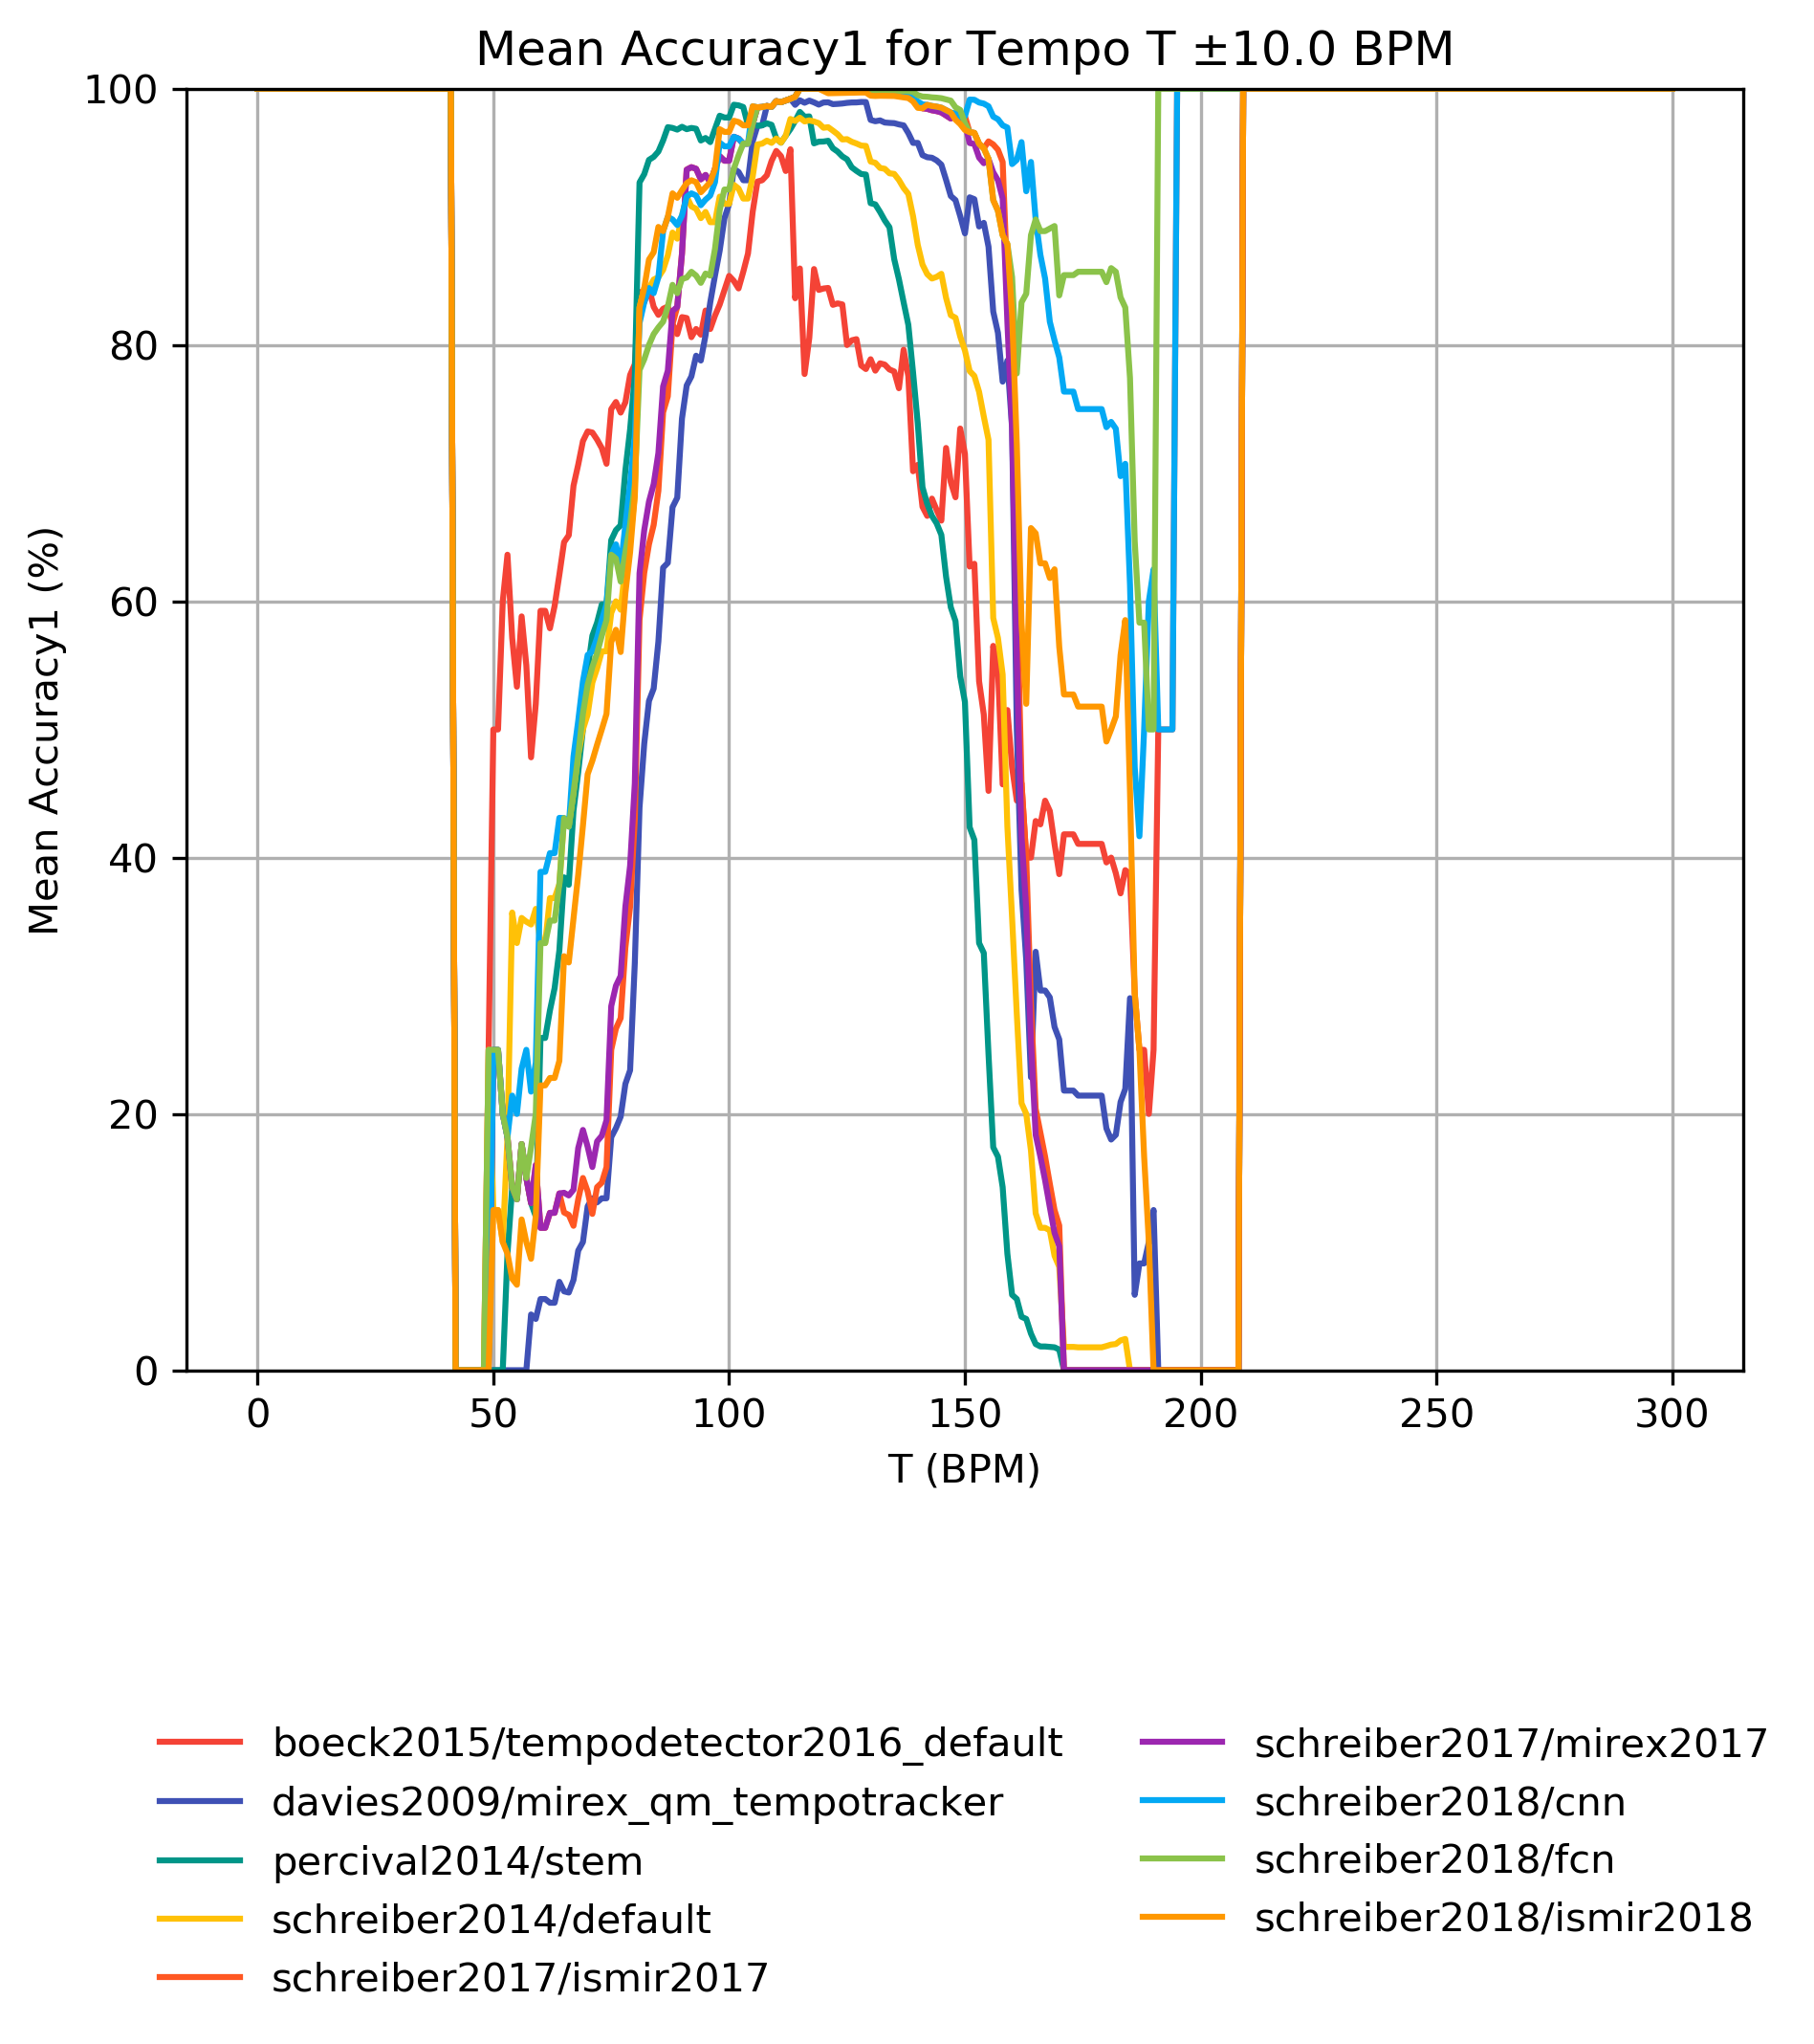 Mean Accuracy1 for Tempo T ±10.0 BPM
100
80
60
40
20
0
Mean Accuracy1 (%)
0 50 100 150 200 250 300
T (BPM)
boeck2015/tempodetector2016_default
davies2009/mirex_qm_tempotracker
percival2014/stem
schreiber2014/default
schreiber2017/ismir2017
schreiber2017/mirex2017
schreiber2018/cnn
schreiber2018/fcn
schreiber2018/ismir2018